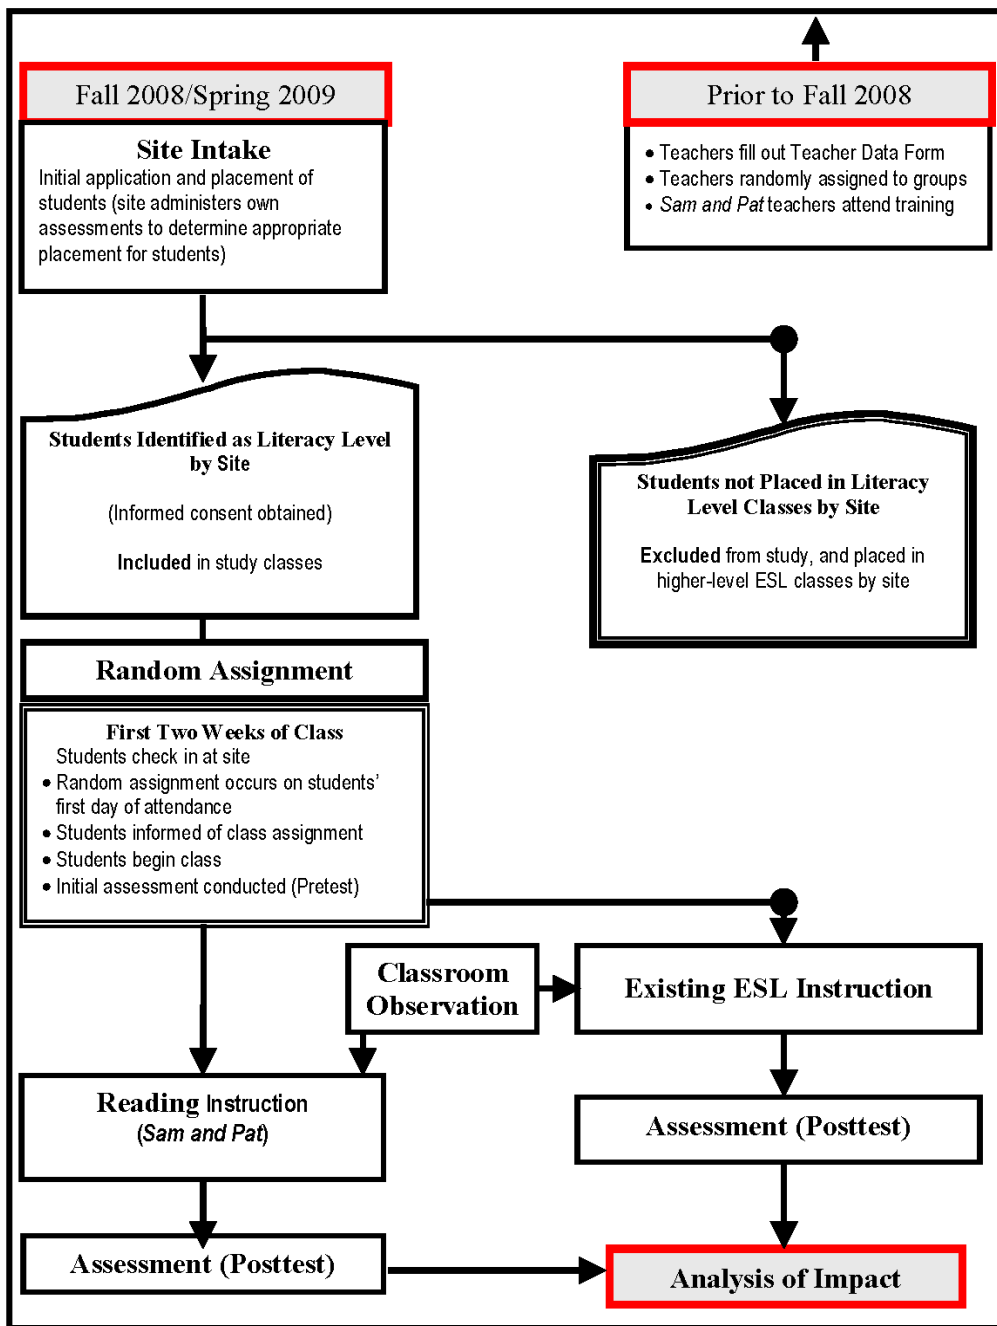 Fall 2008/Spring 2009
Site Intake
Initial application and placement of
students (site administers own
assessments to determine appropriate
placement for students)
Prior to Fall 2008
• Teachers fill out Teacher Data Form
• Teachers randomly assigned to groups
• Sam and Pat teachers attend training
Students Identified as Literacy Level
by Site
(Informed consent obtained)
Included in study classes
Students not Placed in Literacy
Level Classes by Site
Excluded from study, and placed in
higher-level ESL classes by site
Random Assignment
First Two Weeks of Class
Students check in at site
• Random assignment occurs on students’
first day of attendance
• Students informed of class assignment
• Students begin class
• Initial assessment conducted (Pretest)
Classroom
Observation
Existing ESL Instruction
Reading Instruction
(Sam and Pat)
Assessment (Posttest)
Assessment (Posttest)
Analysis of Impact